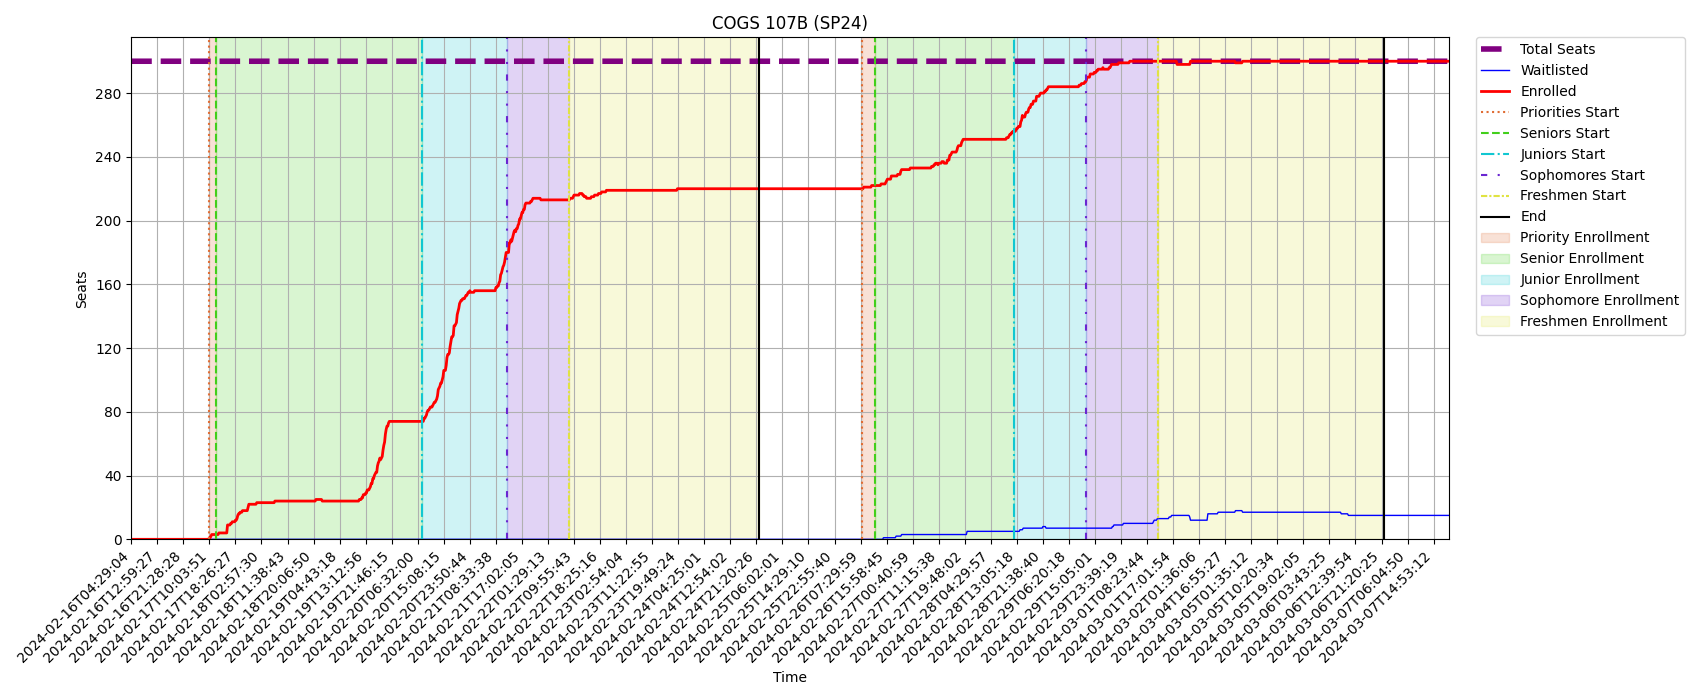 COGS 107B (SP24)
Total Seats
Waitlisted
Enrolled
Priorities Start
Seniors Start
Juniors Start
Sophomores Start
Freshmen Start
End
Priority Enrollment
Senior Enrollment
Junior Enrollment
Sophomore Enrollment
Freshmen Enrollment
Seats
280
240
200
160
120
80
40
0
2024-02-16T04:29:04
2024-02-16T12:59:27
2024-02-16T21:28:28
2024-02-17T10:03:51
2024-02-17T18:26:27
2024-02-18T02:57:30
2024-02-18T11:38:43
2024-02-18T20:06:50
2024-02-19T04:43:18
2024-02-19T13:12:56
2024-02-19T21:46:15
2024-02-20T06:32:00
2024-02-20T15:08:15
2024-02-20T23:50:44
2024-02-21T08:33:38
2024-02-21T17:02:05
2024-02-22T01:29:13
2024-02-22T09:55:43
2024-02-22T18:25:16
2024-02-23T02:54:04
2024-02-23T11:22:55
2024-02-23T19:49:24
2024-02-24T04:25:01
2024-02-24T12:54:02
2024-02-24T21:20:26
2024-02-25T06:02:01
2024-02-25T14:29:10
2024-02-25T22:55:40
2024-02-26T07:29:59
2024-02-26T15:58:45
2024-02-27T00:40:59
2024-02-27T11:15:38
2024-02-27T19:48:02
2024-02-28T04:29:57
2024-02-28T13:05:18
2024-02-28T21:38:40
2024-02-29T06:20:18
2024-02-29T15:05:01
2024-02-29T23:39:19
2024-03-01T08:23:44
2024-03-01T17:01:54
2024-03-02T01:36:06
2024-03-04T16:55:27
2024-03-05T01:35:12
2024-03-05T10:20:34
2024-03-05T19:02:05
2024-03-06T03:43:25
2024-03-06T12:39:54
2024-03-06T21:20:25
2024-03-07T06:04:50
2024-03-07T14:53:12
Time